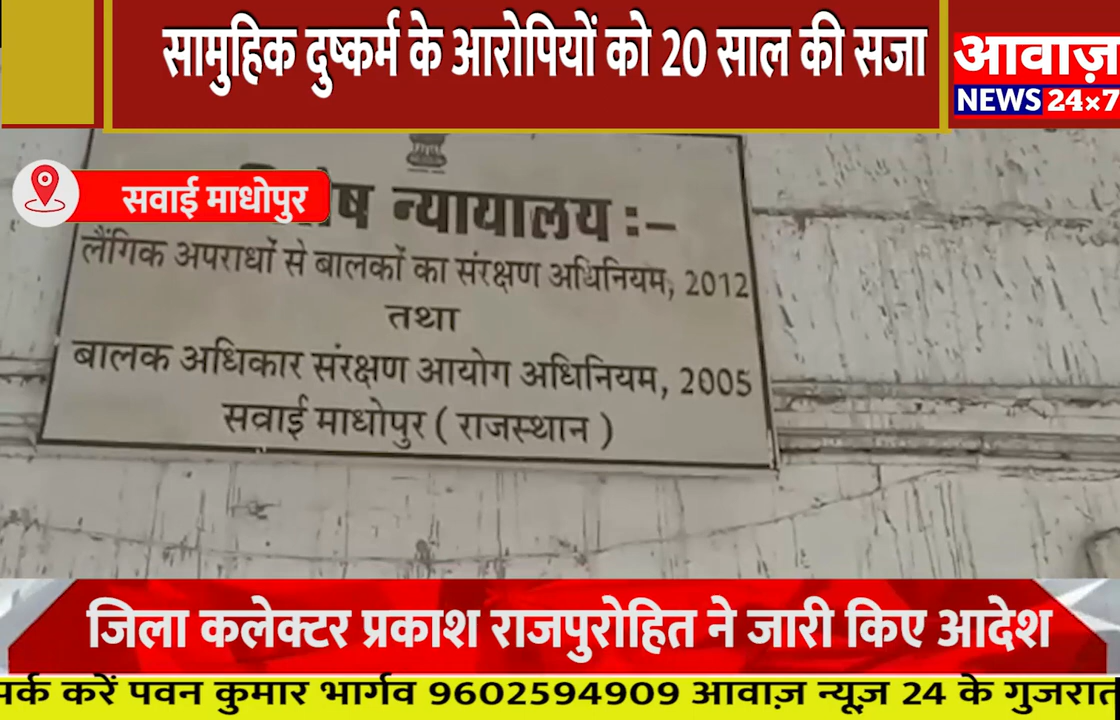 सामुहिक दुष्कर्म के आरोपियों को 20 साल की सजा
आवाज़
NEWS 24×7
सवाई माधोपुर
न्यायालय :–
लैंगिक अपराधों से बालकों का संरक्षण अधिनियम, 2012
तथा
बालक अधिकार संरक्षण आयोग अधिनियम, 2005
सवाई माधोपुर ( राजस्थान )
जिला कलेक्टर प्रकाश राजपुरोहित ने जारी किए आदेश
करें पवन कुमार भार्गव 9602594909 आवाज़ न्यूज़ 24 के गुजरात